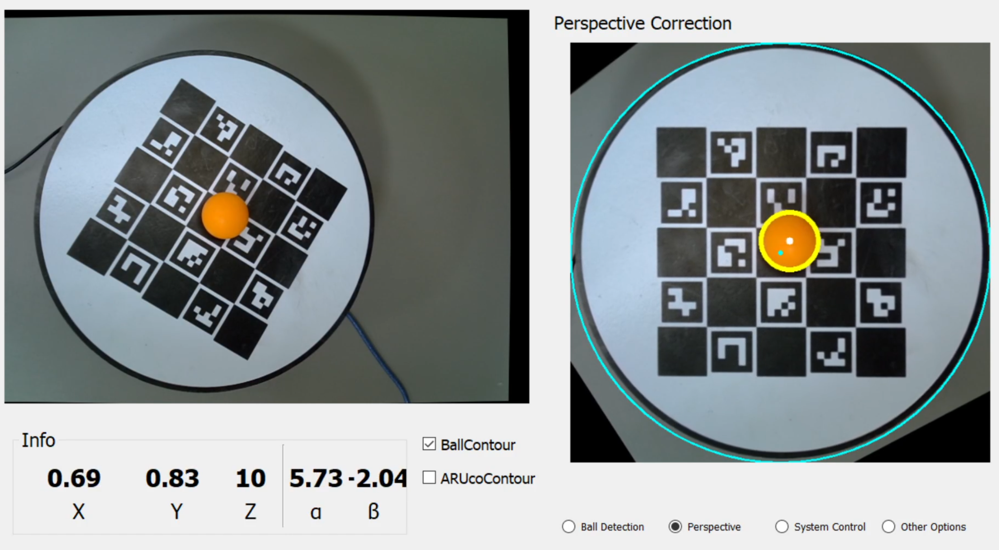 Perspective Correction
Info
0.69 0.83 10 5.73 -2.04
X Y Z α β
BallContour
ARUcoContour
Ball Detection Perspective System Control Other Options